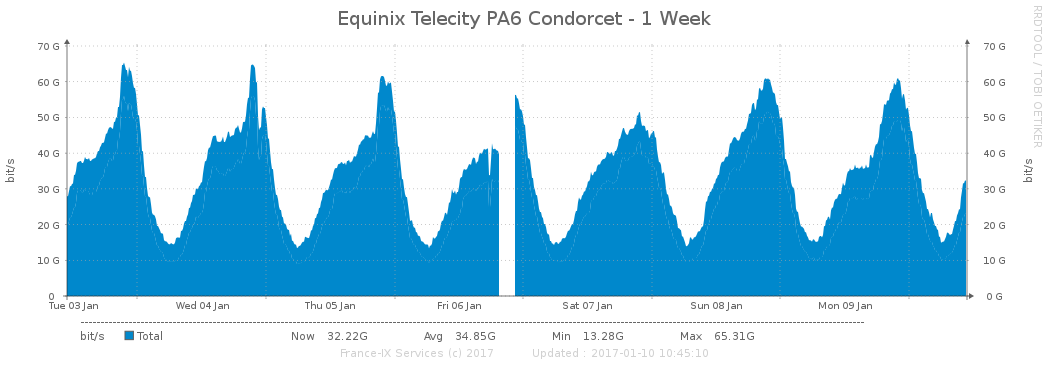 Equinix Telecity PA6 Condorcet - 1 Week
RRDTOOL / TOBI OETIKER
bit/s
70 G
60 G
50 G
40 G
30 G
20 G
10 G
0
70 G
60 G
50 G
40 G
30 G
20 G
10 G
0 G
bit/s
Tue 03 Jan Wed 04 Jan Thu 05 Jan Fri 06 Jan Sat 07 Jan Sun 08 Jan Mon 09 Jan
bit/s Total Now 32.22G Avg 34.85G Min 13.28G Max 65.31G
France-IX Services (c) 2017 Updated : 2017-01-10 10:45:10